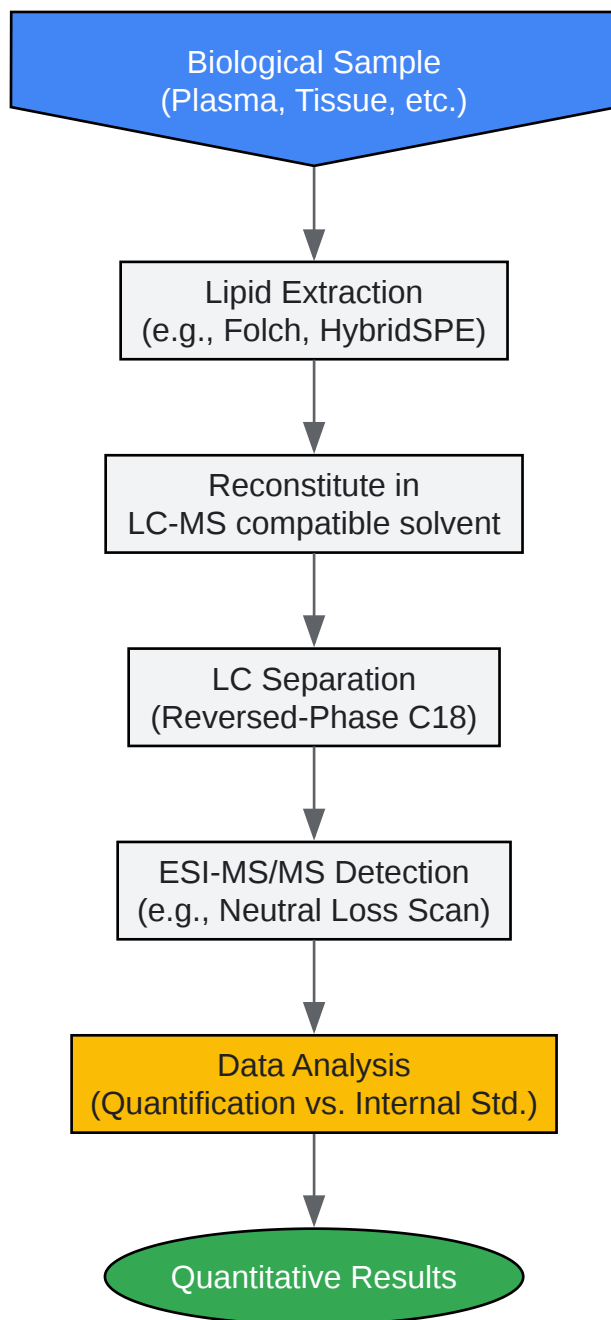 Biological Sample
(Plasma, Tissue, etc.)
Lipid Extraction
(e.g., Folch, HybridSPE)
Reconstitute in
LC-MS compatible solvent
LC Separation
(Reversed-Phase C18)
ESI-MS/MS Detection
(e.g., Neutral Loss Scan)
Data Analysis
(Quantification vs. Internal Std.)
Quantitative Results